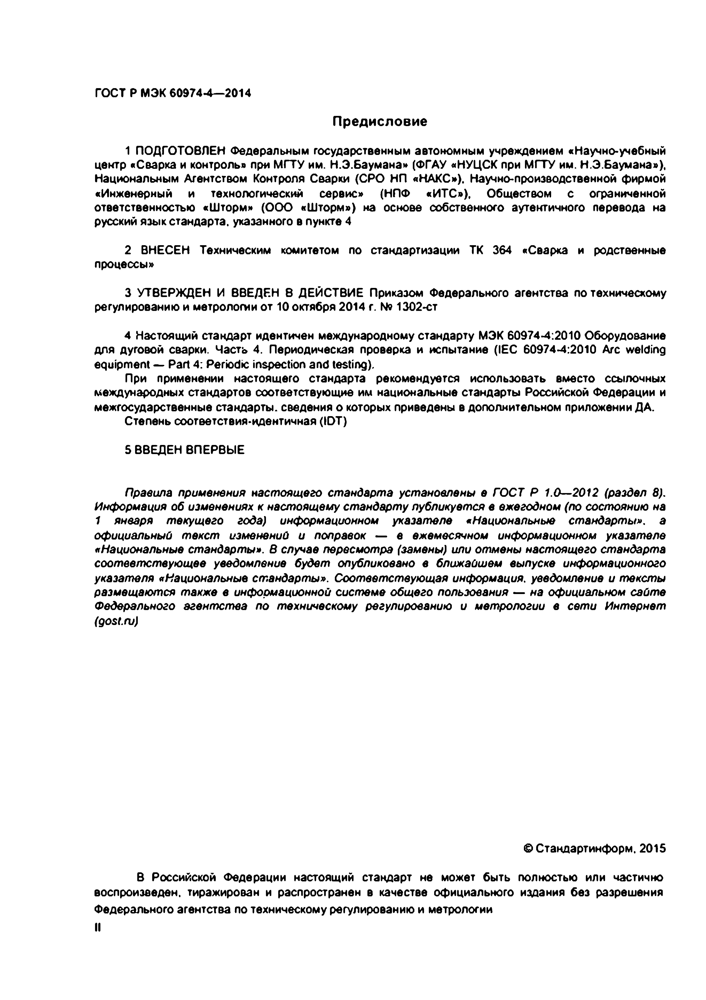 ГОСТ Р МЭК 60974-4—2014
Предисловие
1 ПОДГОТОВЛЕН Федеральным государственным автономным учреждением «Научно-учебный
центр «Сварка и контроль» при МГТУ им. Н.Э.Баумана» (ФГАУ «НУЦСК при МГТУ им. Н.Э.Баумана»),
Национальным Агентством Контроля Сварки (СРО НП «НАКС»), Научно-производственной фирмой
«Инженерный и технологический сервис» (НПФ «ИТС»), Обществом с ограниченной
ответственностью «Шторм» (ООО «Шторм») на основе собственного аутентичного перевода на
русский язык стандарта, указанного в пункте 4
2 ВНЕСЕН Техническим комитетом по стандартизации ТК 364 «Сварка и родственные
процессы»
3 УТВЕРЖДЕН И ВВЕДЕН В ДЕЙСТВИЕ Приказом Федерального агентства по техническому
регулированию и метрологии от 10 октября 2014 г. № 1302-ст
4 Настоящий стандарт идентичен международному стандарту МЭК 60974-4:2010 Оборудование
для дуговой сварки. Часть 4. Периодическая проверка и испытание (IEC 60974-4:2010 Arc welding
equipment — Part 4: Periodic inspection and testing).
При применении настоящего стандарта рекомендуется использовать вместо ссылочных
международных стандартов соответствующие им национальные стандарты Российской Федерации и
межгосударственные стандарты, сведения о которых приведены в дополнительном приложении ДА.
Степень соответствия-идентичная (IDT)
5 ВВЕДЕН ВПЕРВЫЕ
Правила применения настоящего стандарта установлены в ГОСТ Р 1.0—2012 (раздел 8).
Информация об изменениях к настоящему стандарту публикуется в ежегодном (по состоянию на
1 января текущего года) информационном указателе «Национальные стандарты», а
официальный текст изменений и поправок — в ежемесячном информационном указателе
«Национальные стандарты». В случае пересмотра (замены) или отмены настоящего стандарта
соответствующее уведомление будет опубликовано в ближайшем выпуске информационного
указателя «Национальные стандарты». Соответствующая информация, уведомление и тексты
размещаются также в информационной системе общего пользования — на официальном сайте
Федерального агентства по техническому регулированию и метрологии в сети Интернет
(gost.ru)
© Стандартинформ, 2015
В Российской Федерации настоящий стандарт не может быть полностью или частично
воспроизведен, тиражирован и распространен в качестве официального издания без разрешения
Федерального агентства по техническому регулированию и метрологии
II